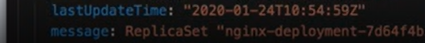 lastUpdateTime: "2020-01-24T10:54:59Z"
message: ReplicaSet "nginx-deployment-7d64f4b